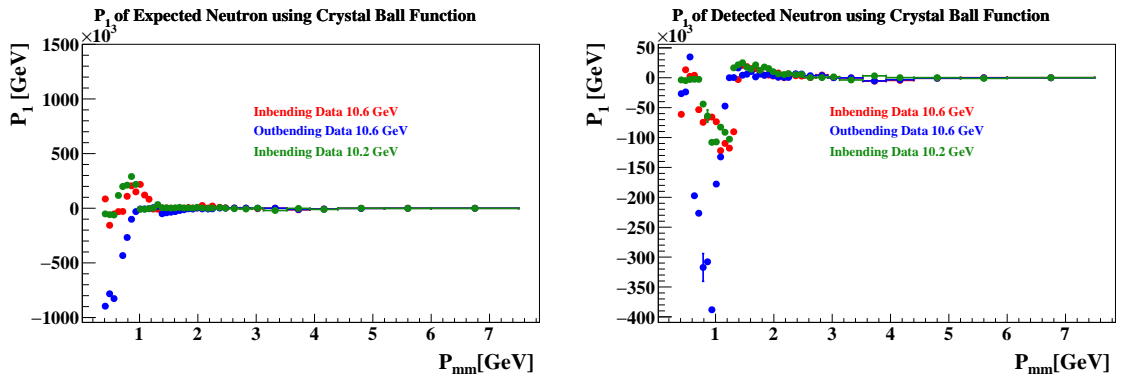 P₁ of Expected Neutron using Crystal Ball Function
×10³
P₁ [GeV]
1500
1000
500
0
−500
−1000
Inbending Data 10.6 GeV
Outbending Data 10.6 GeV
Inbending Data 10.2 GeV
1 2 3 4 5 6 7
Pmm[GeV]
P₁ of Detected Neutron using Crystal Ball Function
×10³
P₁ [GeV]
50
0
−50
−100
−150
−200
−250
−300
−350
−400
Inbending Data 10.6 GeV
Outbending Data 10.6 GeV
Inbending Data 10.2 GeV
1 2 3 4 5 6 7
Pmm[GeV]